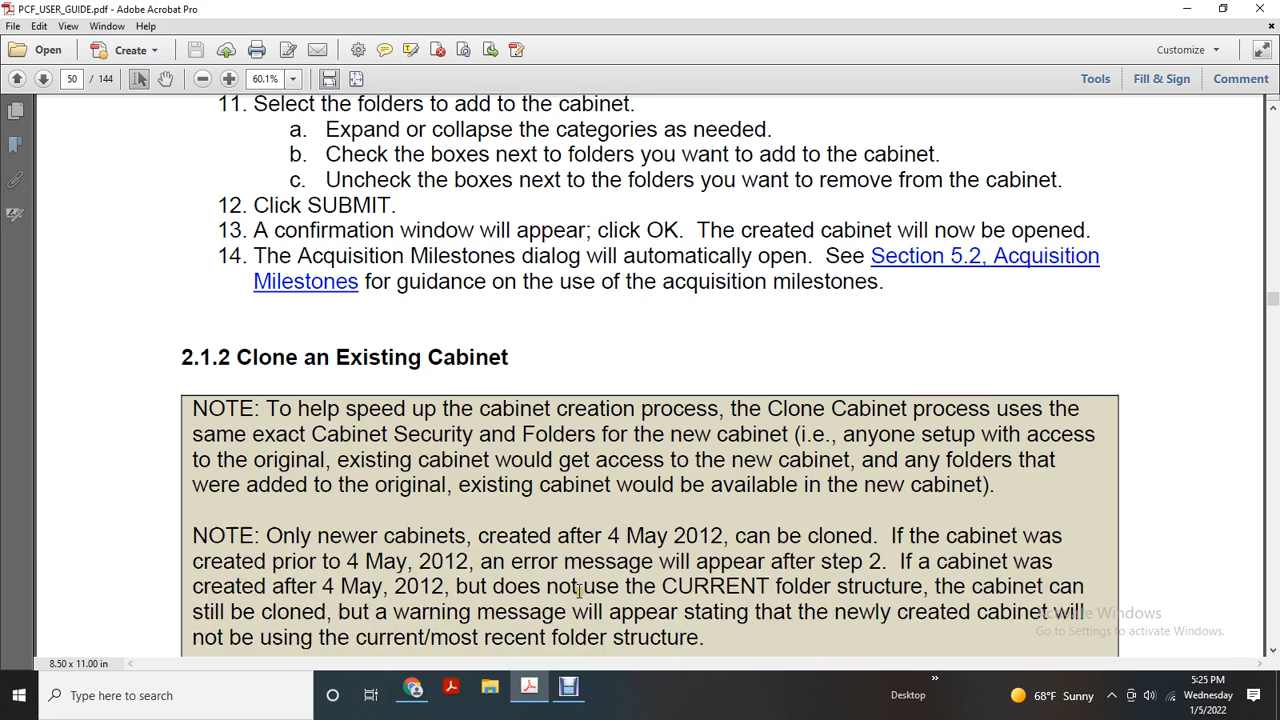 PCF_USER_GUIDE.pdf - Adobe Acrobat Pro
File Edit View Window Help
Open Create Customize
50 / 144 60.1% Tools Fill & Sign Comment
11. Select the folders to add to the cabinet.
a. Expand or collapse the categories as needed.
b. Check the boxes next to folders you want to add to the cabinet.
c. Uncheck the boxes next to the folders you want to remove from the cabinet.
12. Click SUBMIT.
13. A confirmation window will appear; click OK. The created cabinet will now be opened.
14. The Acquisition Milestones dialog will automatically open. See Section 5.2, Acquisition
Milestones for guidance on the use of the acquisition milestones.
2.1.2 Clone an Existing Cabinet
NOTE: To help speed up the cabinet creation process, the Clone Cabinet process uses the
same exact Cabinet Security and Folders for the new cabinet (i.e., anyone setup with access
to the original, existing cabinet would get access to the new cabinet, and any folders that
were added to the original, existing cabinet would be available in the new cabinet).
NOTE: Only newer cabinets, created after 4 May 2012, can be cloned. If the cabinet was
created prior to 4 May, 2012, an error message will appear after step 2. If a cabinet was
created after 4 May, 2012, but does not use the CURRENT folder structure, the cabinet can
still be cloned, but a warning message will appear stating that the newly created cabinet will
not be using the current/most recent folder structure.
Activate Windows
Go to Settings to activate Windows.
8.50 x 11.00 in
Type here to search
Desktop
68°F Sunny
5:25 PM
Wednesday
1/5/2022